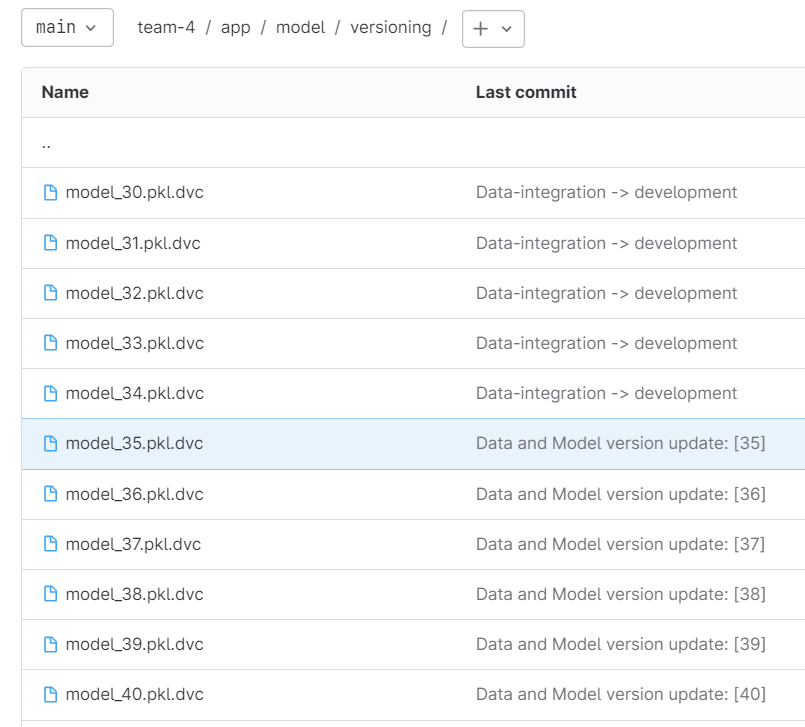 main team-4 / app / model / versioning / +
Name Last commit
..
model_30.pkl.dvc Data-integration -> development
model_31.pkl.dvc Data-integration -> development
model_32.pkl.dvc Data-integration -> development
model_33.pkl.dvc Data-integration -> development
model_34.pkl.dvc Data-integration -> development
model_35.pkl.dvc Data and Model version update: [35]
model_36.pkl.dvc Data and Model version update: [36]
model_37.pkl.dvc Data and Model version update: [37]
model_38.pkl.dvc Data and Model version update: [38]
model_39.pkl.dvc Data and Model version update: [39]
model_40.pkl.dvc Data and Model version update: [40]